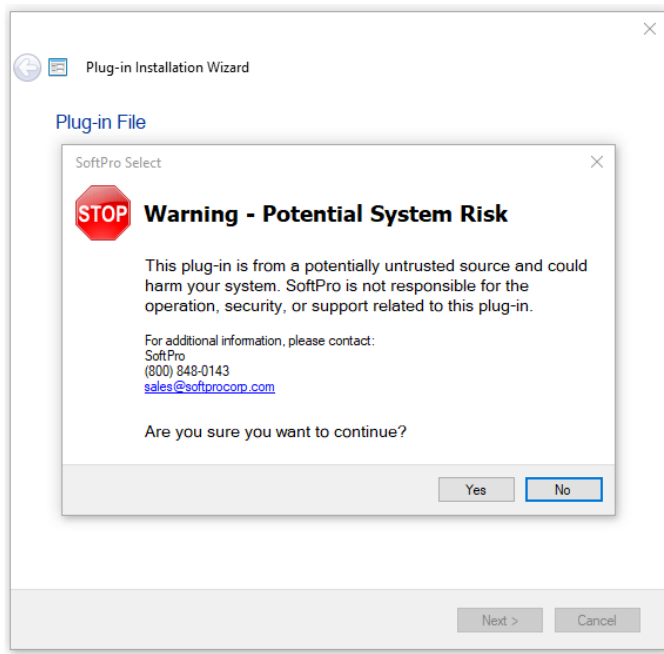 Plug-in Installation Wizard
Plug-in File
SoftPro Select
STOP
Warning - Potential System Risk
This plug-in is from a potentially untrusted source and could
harm your system. SoftPro is not responsible for the
operation, security, or support related to this plug-in.
For additional information, please contact:
SoftPro
(800) 848-0143
sales@softprocorp.com
Are you sure you want to continue?
Yes No
Next > Cancel